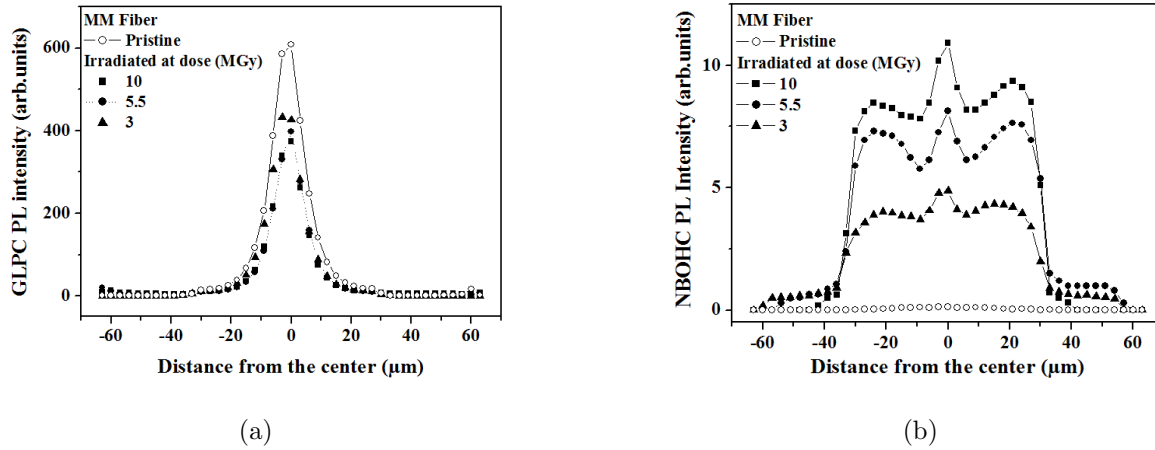 MM Fiber
Pristine
Irradiated at dose (MGy)
10
5.5
3
GLPC PL intensity (arb.units)
600
400
200
0
-60 -40 -20 0 20 40 60
Distance from the center (µm)
(a)
MM Fiber
Pristine
Irradiated at dose (MGy)
10
5.5
3
NBOHC PL Intensity (arb.units)
10
5
0
-60 -40 -20 0 20 40 60
Distance from the center (µm)
(b)